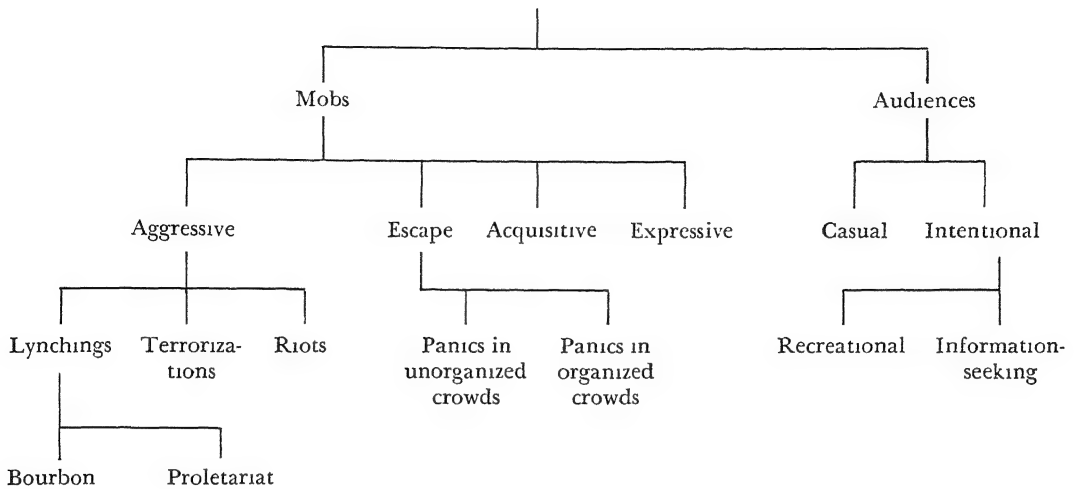 Mobs
Audiences
Aggressive
Escape
Acquisitive
Expressive
Casual
Intentional
Lynchings
Terroriza-
tions
Riots
Panics in
unorganized
crowds
Panics in
organized
crowds
Recreational
Information-
seeking
Bourbon
Proletariat